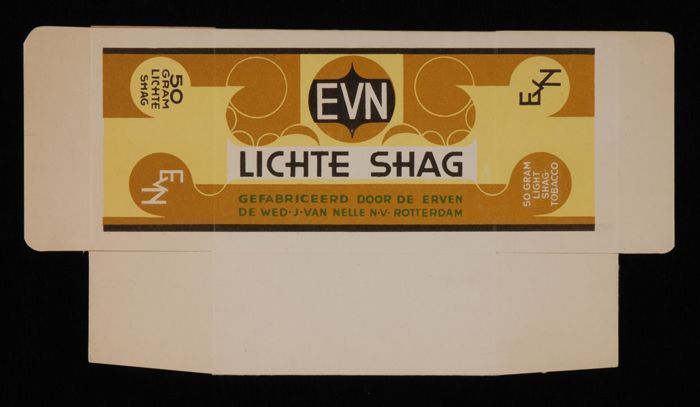 50
GRAM
LICHTE
SHAG
EVN
EVN
LICHTE SHAG
GEFABRICEERD DOOR DE ERVEN
DE WED·J·VAN NELLE N·V·ROTTERDAM
EVN
50 GRAM
LIGHT
SHAG-
TOBACCO